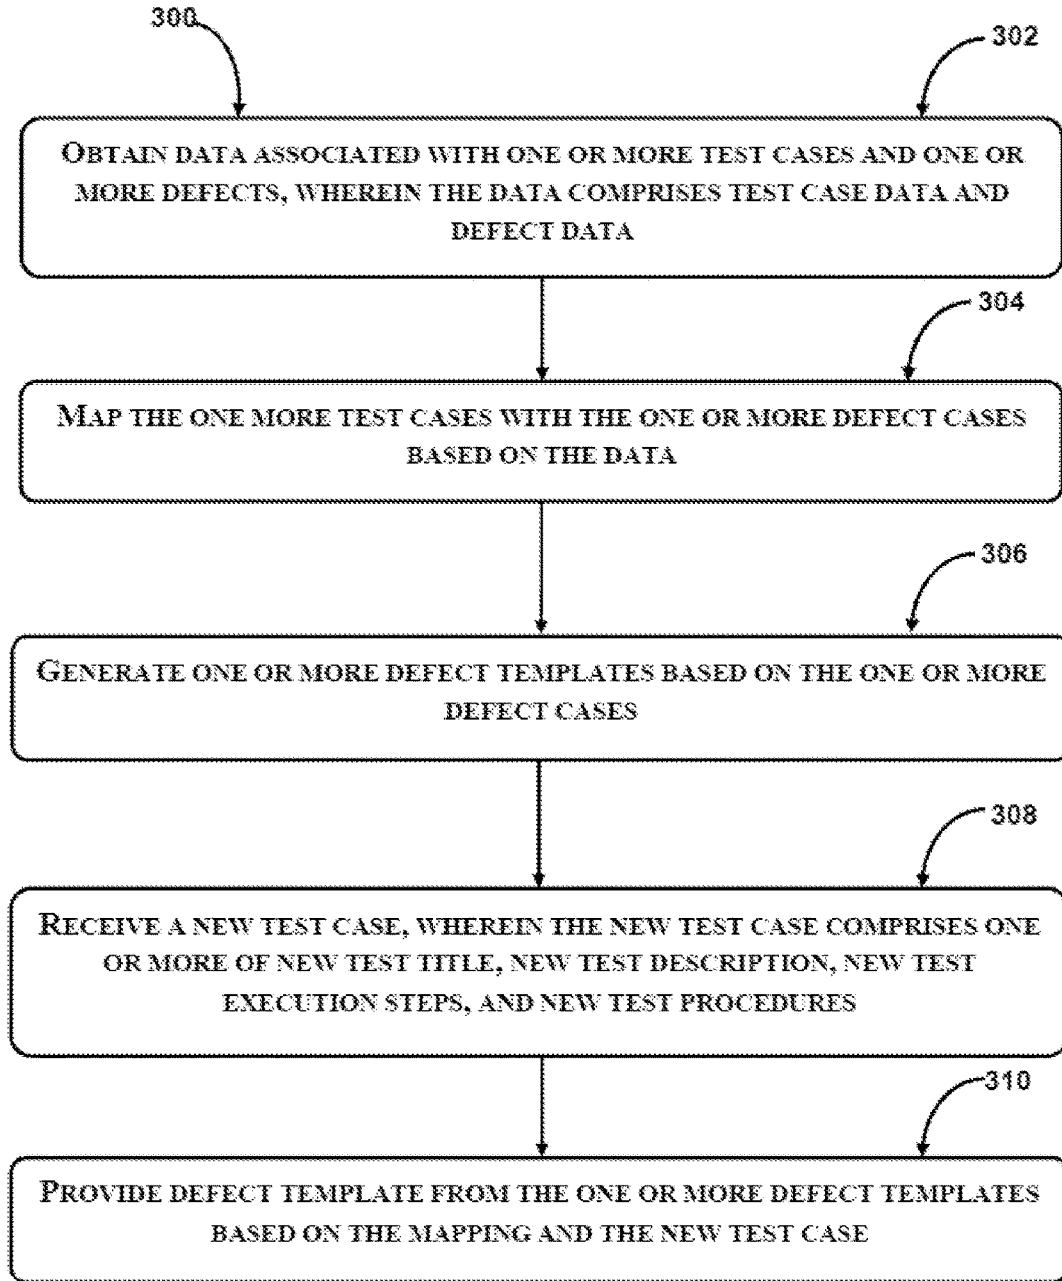 300
302
OBTAIN DATA ASSOCIATED WITH ONE OR MORE TEST CASES AND ONE OR
MORE DEFECTS, WHEREIN THE DATA COMPRISES TEST CASE DATA AND
DEFECT DATA
304
MAP THE ONE MORE TEST CASES WITH THE ONE OR MORE DEFECT CASES
BASED ON THE DATA
306
GENERATE ONE OR MORE DEFECT TEMPLATES BASED ON THE ONE OR MORE
DEFECT CASES
308
RECEIVE A NEW TEST CASE, WHEREIN THE NEW TEST CASE COMPRISES ONE
OR MORE OF NEW TEST TITLE, NEW TEST DESCRIPTION, NEW TEST
EXECUTION STEPS, AND NEW TEST PROCEDURES
310
PROVIDE DEFECT TEMPLATE FROM THE ONE OR MORE DEFECT TEMPLATES
BASED ON THE MAPPING AND THE NEW TEST CASE